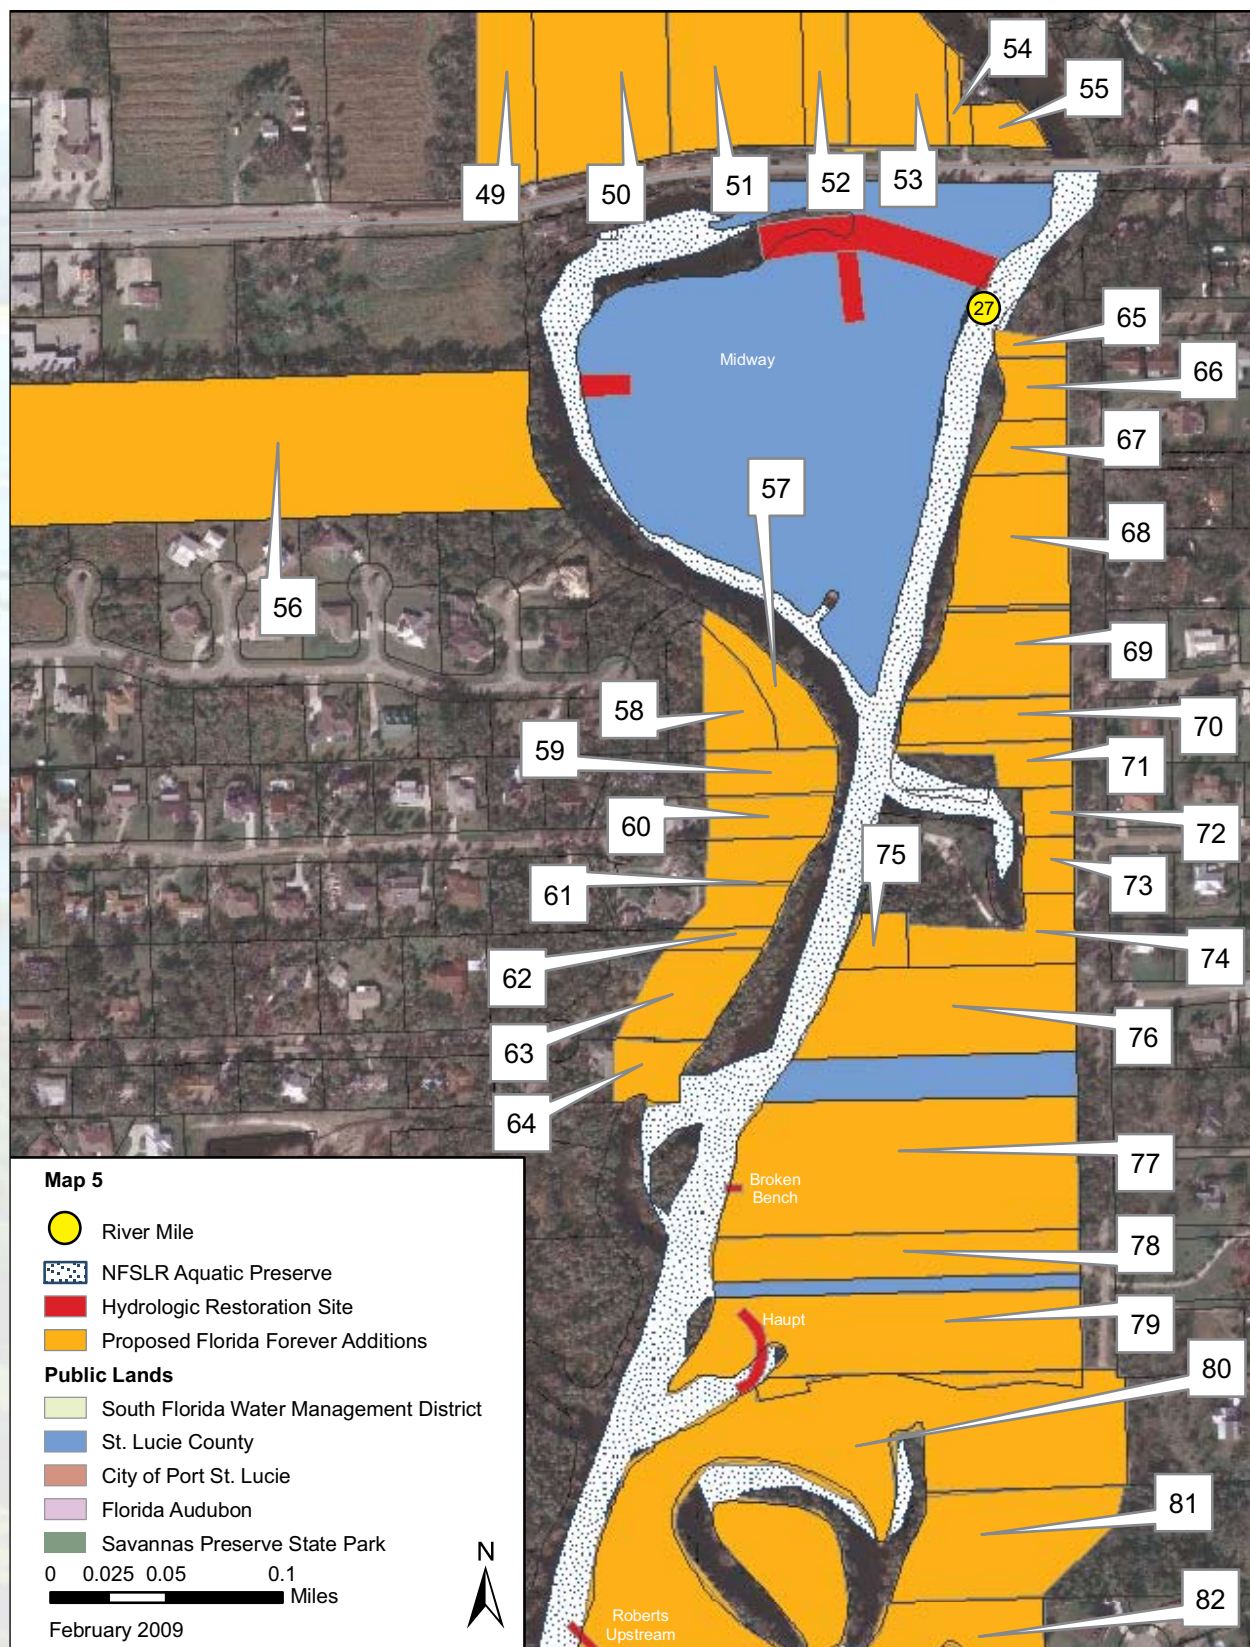 54
55
49
50
51
52
53
27
65
Midway
66
67
57
68
56
69
58
70
59
71
60
72
75
73
61
74
62
76
63
64
77
Broken
Bench
78
79
Haupt
80
81
82
Roberts
Upstream
Map 5
River Mile
NFSLR Aquatic Preserve
Hydrologic Restoration Site
Proposed Florida Forever Additions
Public Lands
South Florida Water Management District
St. Lucie County
City of Port St. Lucie
Florida Audubon
Savannas Preserve State Park
0 0.025 0.05 0.1
Miles
N
February 2009